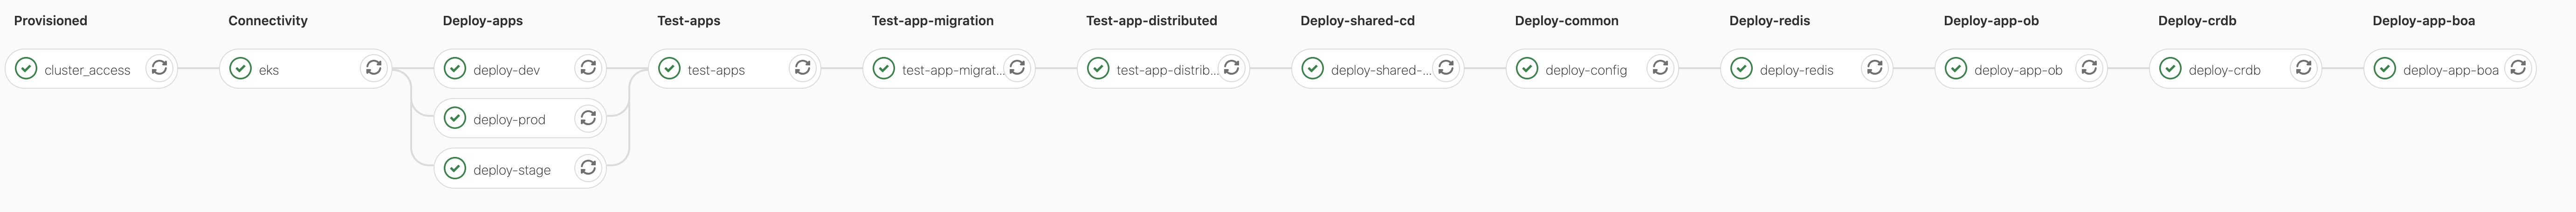 Provisioned Connectivity Deploy-apps Test-apps Test-app-migration Test-app-distributed Deploy-shared-cd Deploy-common Deploy-redis Deploy-app-ob Deploy-crdb Deploy-app-boa
cluster_access eks deploy-dev test-apps test-app-migrat... test-app-distrib... deploy-shared-... deploy-config deploy-redis deploy-app-ob deploy-crdb deploy-app-boa
deploy-prod
deploy-stage